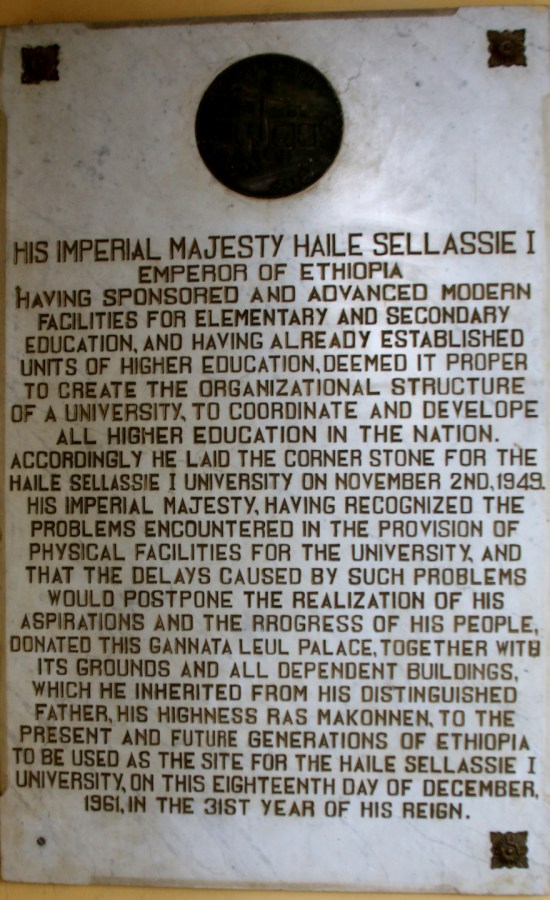 HIS IMPERIAL MAJESTY HAILE SELLASSIE I
EMPEROR OF ETHIOPIA
HAVING SPONSORED AND ADVANCED MODERN
FACILITIES FOR ELEMENTARY AND SECONDARY
EDUCATION, AND HAVING ALREADY ESTABLISHED
UNITS OF HIGHER EDUCATION, DEEMED IT PROPER
TO CREATE THE ORGANIZATIONAL STRUCTURE
OF A UNIVERSITY, TO COORDINATE AND DEVELOPE
ALL HIGHER EDUCATION IN THE NATION.
ACCORDINGLY HE LAID THE CORNER STONE FOR THE
HAILE SELLASSIE I UNIVERSITY ON NOVEMBER 2ND, 1949.
HIS IMPERIAL MAJESTY, HAVING RECOGNIZED THE
PROBLEMS ENCOUNTERED IN THE PROVISION OF
PHYSICAL FACILITIES FOR THE UNIVERSITY, AND
THAT THE DELAYS CAUSED BY SUCH PROBLEMS
WOULD POSTPONE THE REALIZATION OF HIS
ASPIRATIONS AND THE RROGRESS OF HIS PEOPLE,
DONATED THIS GANNATA LEUL PALACE, TOGETHER WITH
ITS GROUNDS AND ALL DEPENDENT BUILDINGS,
WHICH HE INHERITED FROM HIS DISTINGUISHED
FATHER, HIS HIGHNESS RAS MAKONNEN, TO THE
PRESENT AND FUTURE GENERATIONS OF ETHIOPIA
TO BE USED AS THE SITE FOR THE HAILE SELLASSIE I
UNIVERSITY, ON THIS EIGHTEENTH DAY OF DECEMBER,
1961, IN THE 31ST YEAR OF HIS REIGN.